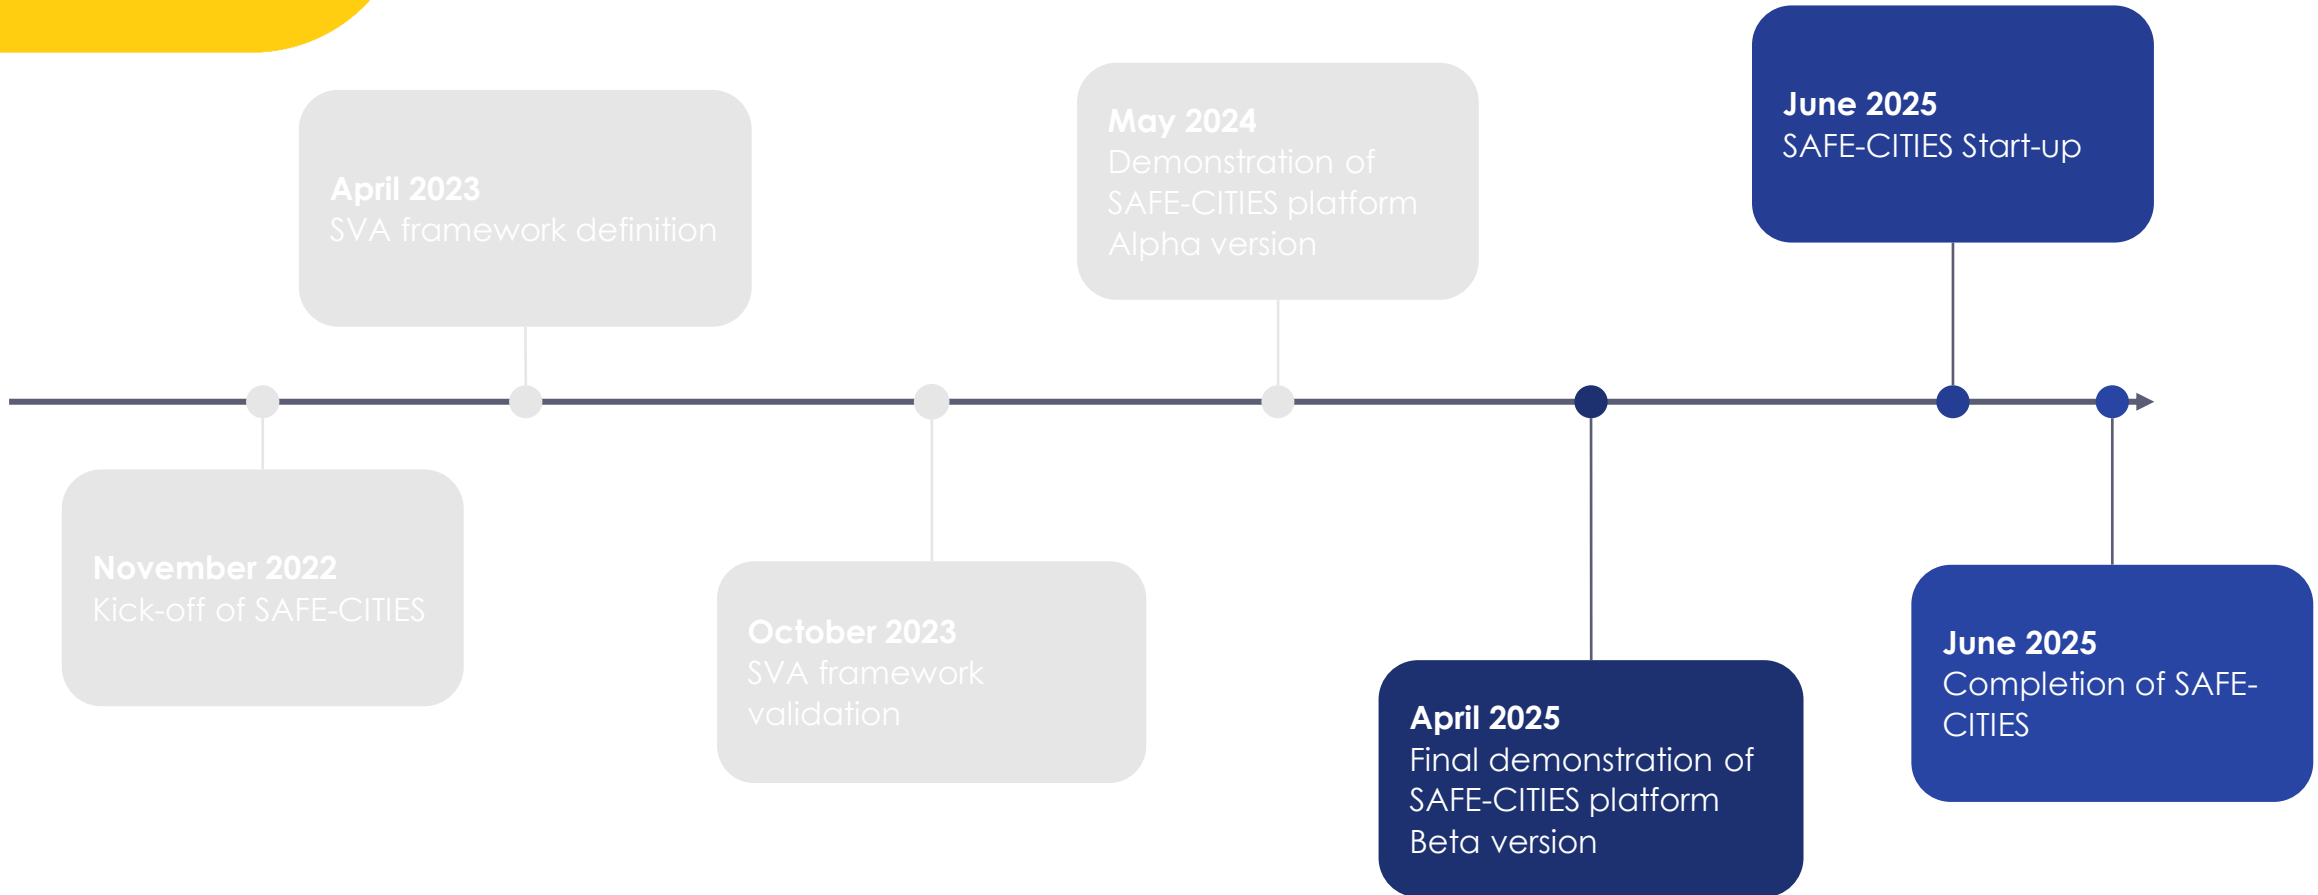 November 2022
Kick-off of SAFE-CITIES
April 2023
SVA framework definition
October 2023
SVA framework
validation
May 2024
Demonstration of
SAFE-CITIES platform
Alpha version
April 2025
Final demonstration of
SAFE-CITIES platform
Beta version
June 2025
SAFE-CITIES Start-up
June 2025
Completion of SAFE-
CITIES